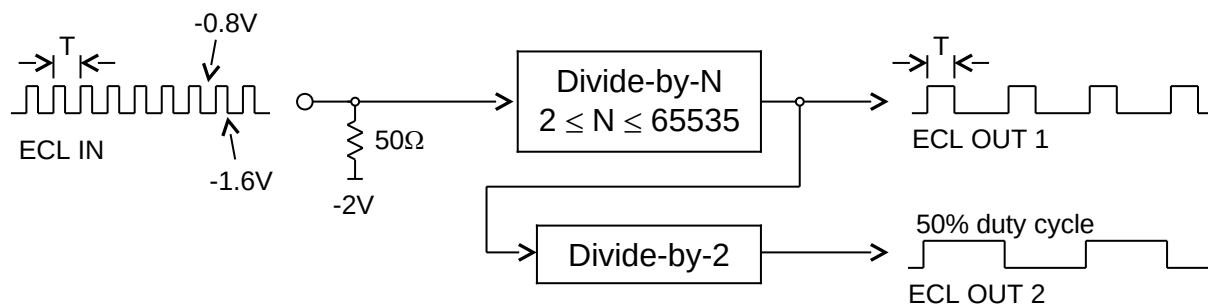 -0.8V
T
ECL IN
-1.6V
50Ω
-2V
Divide-by-N
2 ≤ N ≤ 65535
T
ECL OUT 1
Divide-by-2
50% duty cycle
ECL OUT 2